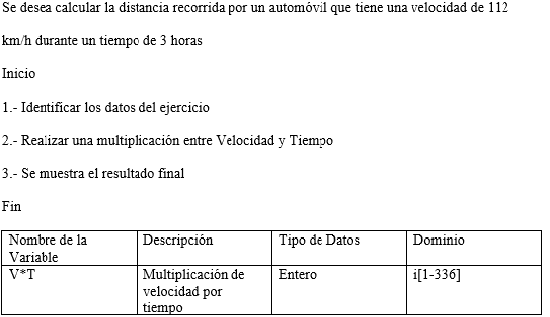 Se desea calcular la distancia recorrida por un automóvil que tiene una velocidad de 112
km/h durante un tiempo de 3 horas
Inicio
1.- Identificar los datos del ejercicio
2.- Realizar una multiplicación entre Velocidad y Tiempo
3.- Se muestra el resultado final
Fin
Nombre de la Variable
Descripción
Tipo de Datos
Dominio
V*T
Multiplicación de velocidad por tiempo
Entero
i[1-336]